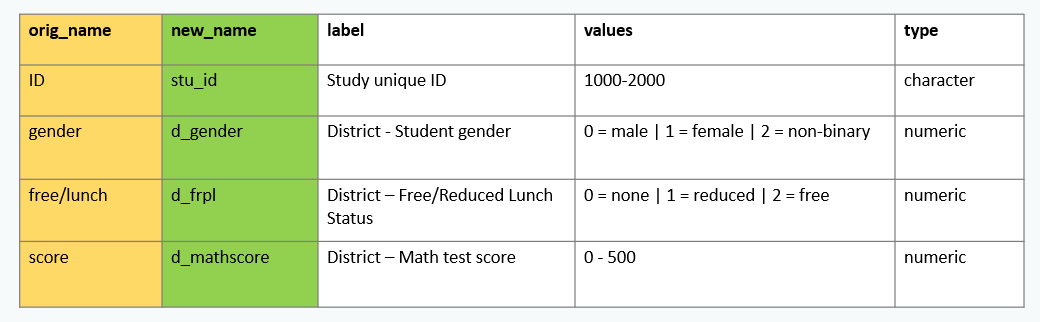 orig_name new_name label values type
ID stu_id Study unique ID 1000-2000 character
gender d_gender District - Student gender 0 = male | 1 = female | 2 = non-binary numeric
free/lunch d_frpl District – Free/Reduced Lunch 0 = none | 1 = reduced | 2 = free numeric
Status
score d_mathscore District – Math test score 0 - 500 numeric